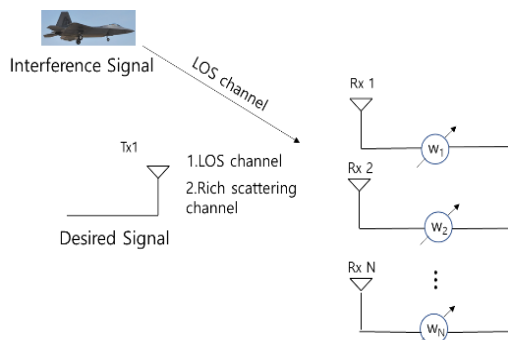 Interference Signal
LOS channel
Tx1
1.LOS channel
2.Rich scattering
channel
Desired Signal
Rx 1
w1
Rx 2
w2
Rx N
⋮
wN